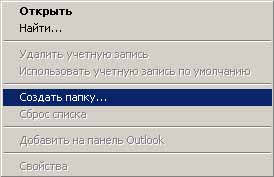 Открыть
Найти...
Удалить учетную запись
Использовать учетную запись по умолчанию
Создать папку...
Сброс списка
Добавить на панель Outlook
Свойства